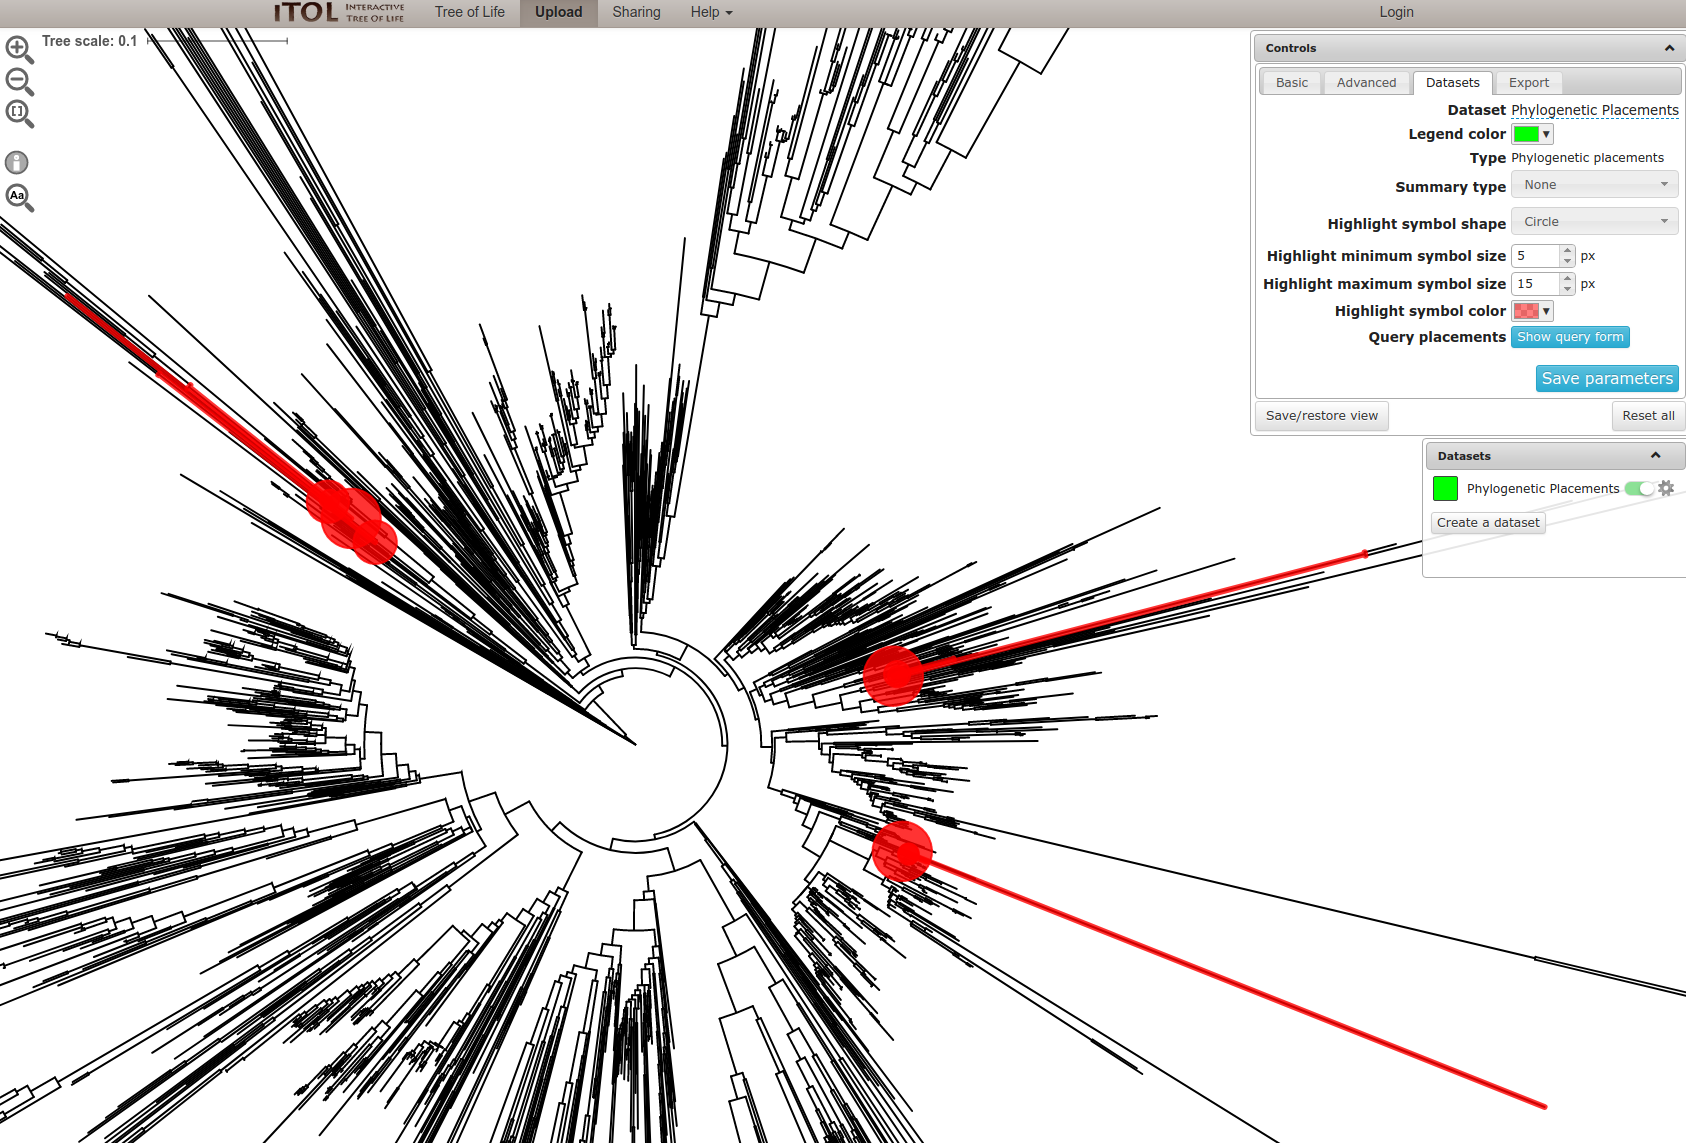 iTOL INTERACTIVE TREE OF LIFE
Tree of Life Upload Sharing Help Login
Tree scale: 0.1
Aa
Controls
Basic Advanced Datasets Export
Dataset Phylogenetic Placements
Legend color
Type Phylogenetic placements
Summary type None
Highlight symbol shape Circle
Highlight minimum symbol size 5 px
Highlight maximum symbol size 15 px
Highlight symbol color
Query placements Show query form
Save parameters
Save/restore view Reset all
Datasets
Phylogenetic Placements
Create a dataset